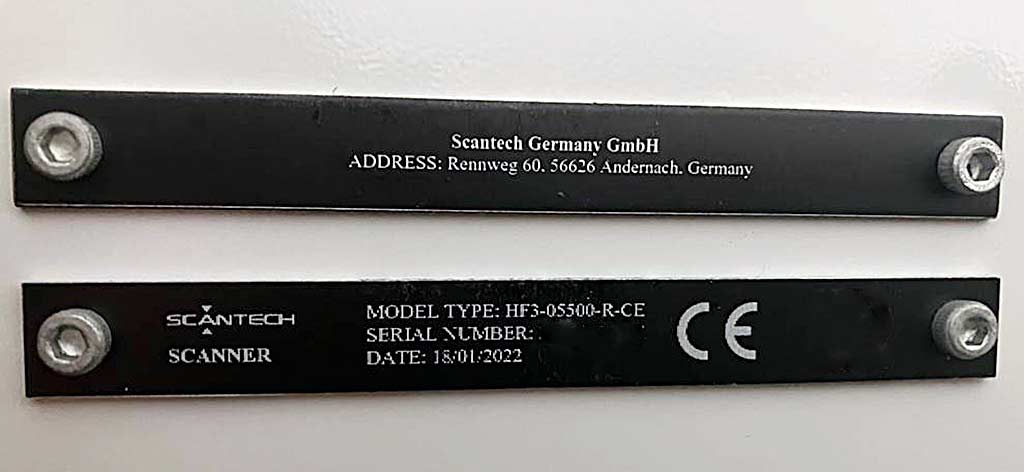 Scantech Germany GmbH
ADDRESS: Rennweg 60, 56626 Andernach, Germany
SCANTECH
SCANNER
MODEL TYPE: HF3-05500-R-CE
SERIAL NUMBER:
DATE: 18/01/2022
CE